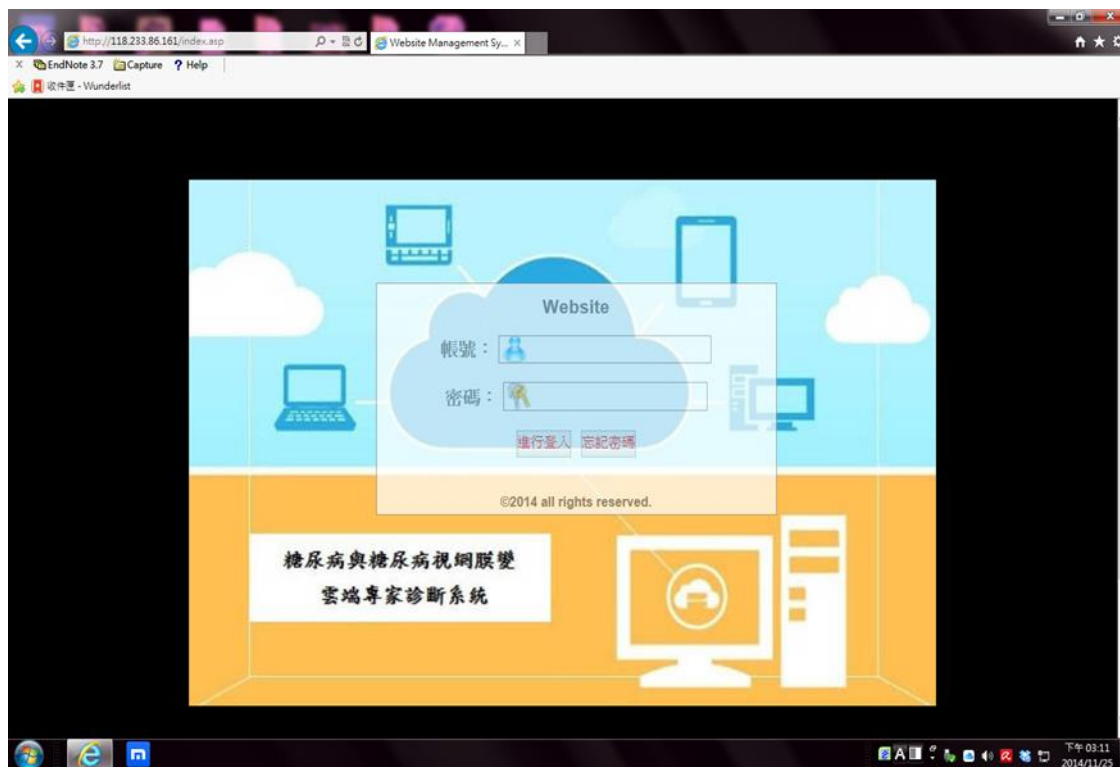 http://118.233.86.161/index.asp
Website Management Sy...
EndNote 3.7 Capture ? Help
收件匣 - Wunderlist
Website
帳號：
密碼：
進行登入 忘記密碼
©2014 all rights reserved.
糖尿病與糖尿病視網膜變
雲端專家診斷系統
A
下午 03:11
2014/11/25